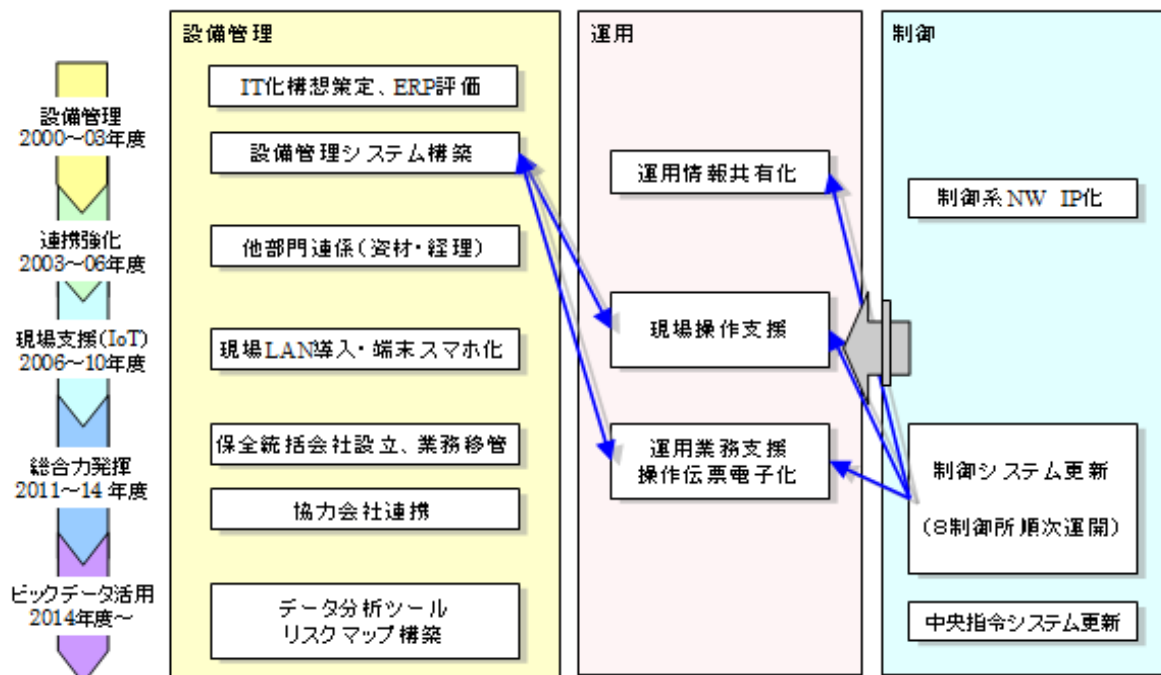 設備管理
2000～03年度
連携強化
2003～06年度
現場支援(IoT)
2006～10年度
総合力発揮
2011～14 年度
ビックデータ活用
2014年度～
設備管理
IT化構想策定、ERP評価
設備管理システム構築
他部門連係(資材・経理)
現場LAN導入・端末スマホ化
保全統括会社設立、業務移管
協力会社連携
データ分析ツール
リスクマップ構築
運用
運用情報共有化
現場操作支援
運用業務支援
操作伝票電子化
制御
制御系NW IP化
制御システム更新
(8制御所順次運開)
中央指令システム更新